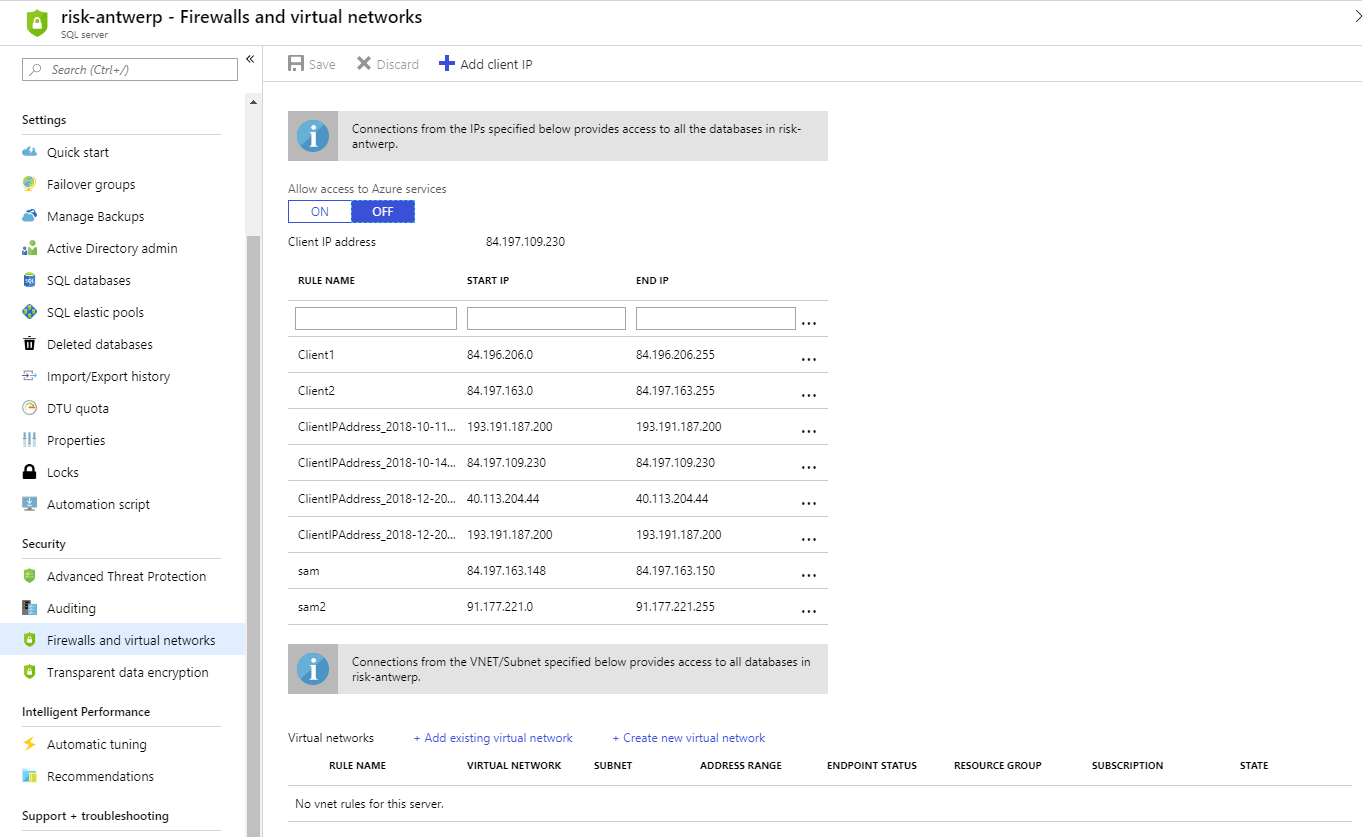 risk-antwerp - Firewalls and virtual networks
SQL server
Search (Ctrl+/)
Settings
Quick start
Failover groups
Manage Backups
Active Directory admin
SQL databases
SQL elastic pools
Deleted databases
Import/Export history
DTU quota
Properties
Locks
Automation script
Security
Advanced Threat Protection
Auditing
Firewalls and virtual networks
Transparent data encryption
Intelligent Performance
Automatic tuning
Recommendations
Support + troubleshooting
Save Discard Add client IP
Connections from the IPs specified below provides access to all the databases in risk-
antwerp.
Allow access to Azure services
ON OFF
Client IP address 84.197.109.230
RULE NAME START IP END IP
...
Client1 84.196.206.0 84.196.206.255 ...
Client2 84.197.163.0 84.197.163.255 ...
ClientIPAddress_2018-10-11... 193.191.187.200 193.191.187.200 ...
ClientIPAddress_2018-10-14... 84.197.109.230 84.197.109.230 ...
ClientIPAddress_2018-12-20... 40.113.204.44 40.113.204.44 ...
ClientIPAddress_2018-12-20... 193.191.187.200 193.191.187.200 ...
sam 84.197.163.148 84.197.163.150 ...
sam2 91.177.221.0 91.177.221.255 ...
Connections from the VNET/Subnet specified below provides access to all databases in
risk-antwerp.
Virtual networks + Add existing virtual network + Create new virtual network
RULE NAME VIRTUAL NETWORK SUBNET ADDRESS RANGE ENDPOINT STATUS RESOURCE GROUP SUBSCRIPTION STATE
No vnet rules for this server.